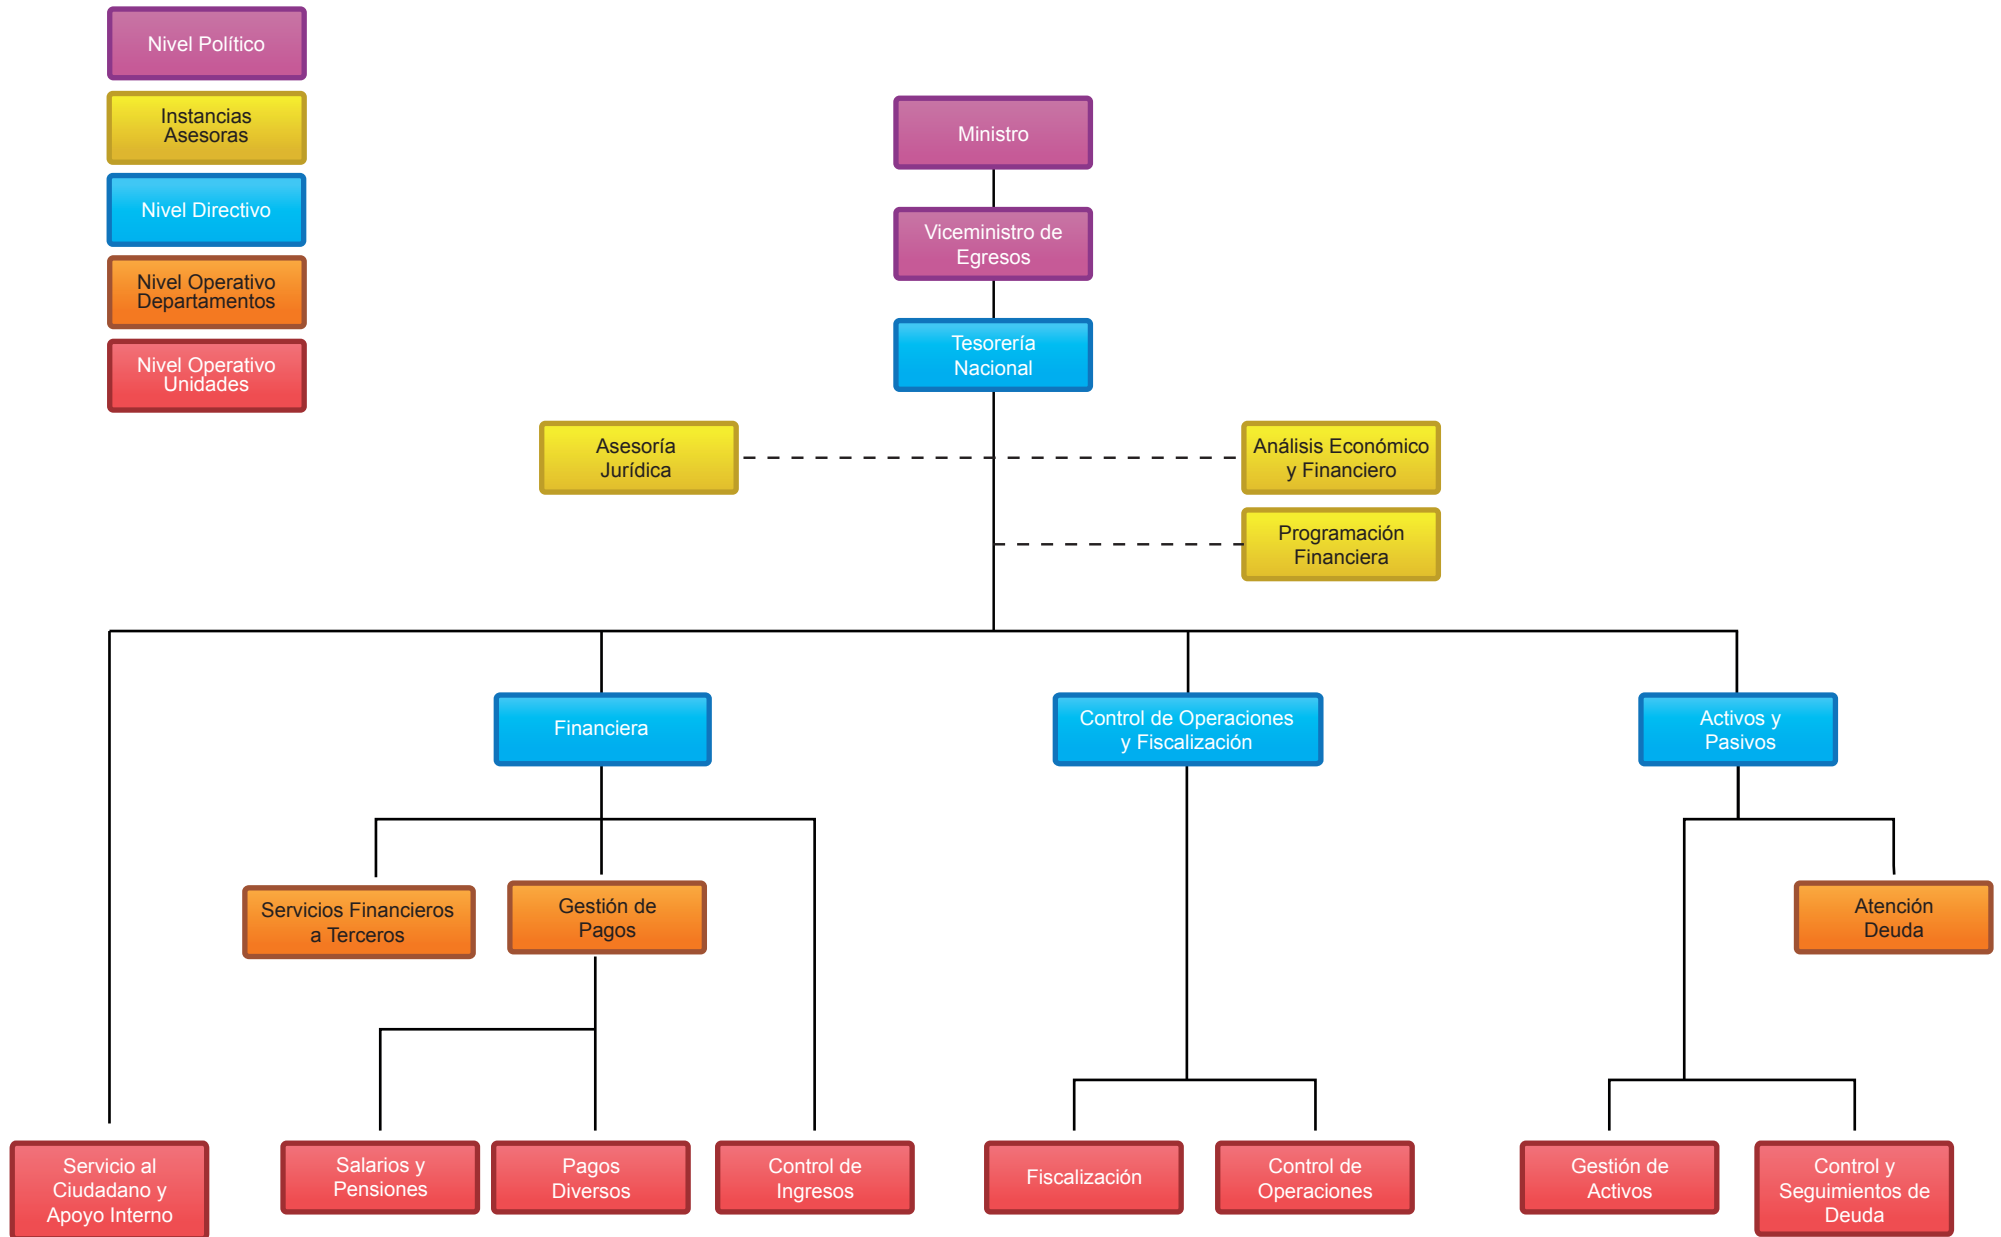 Nivel Político
Instancias
Asesoras
Nivel Directivo
Nivel Operativo
Departamentos
Nivel Operativo
Unidades
Ministro
Viceministro de
Egresos
Tesorería
Nacional
Asesoría
Jurídica
Análisis Económico
y Financiero
Programación
Financiera
Financiera
Control de Operaciones
y Fiscalización
Activos y
Pasivos
Servicios Financieros
a Terceros
Gestión de
Pagos
Atención
Deuda
Servicio al
Ciudadano y
Apoyo Interno
Salarios y
Pensiones
Pagos
Diversos
Control de
Ingresos
Fiscalización
Control de
Operaciones
Gestión de
Activos
Control y
Seguimientos de
Deuda